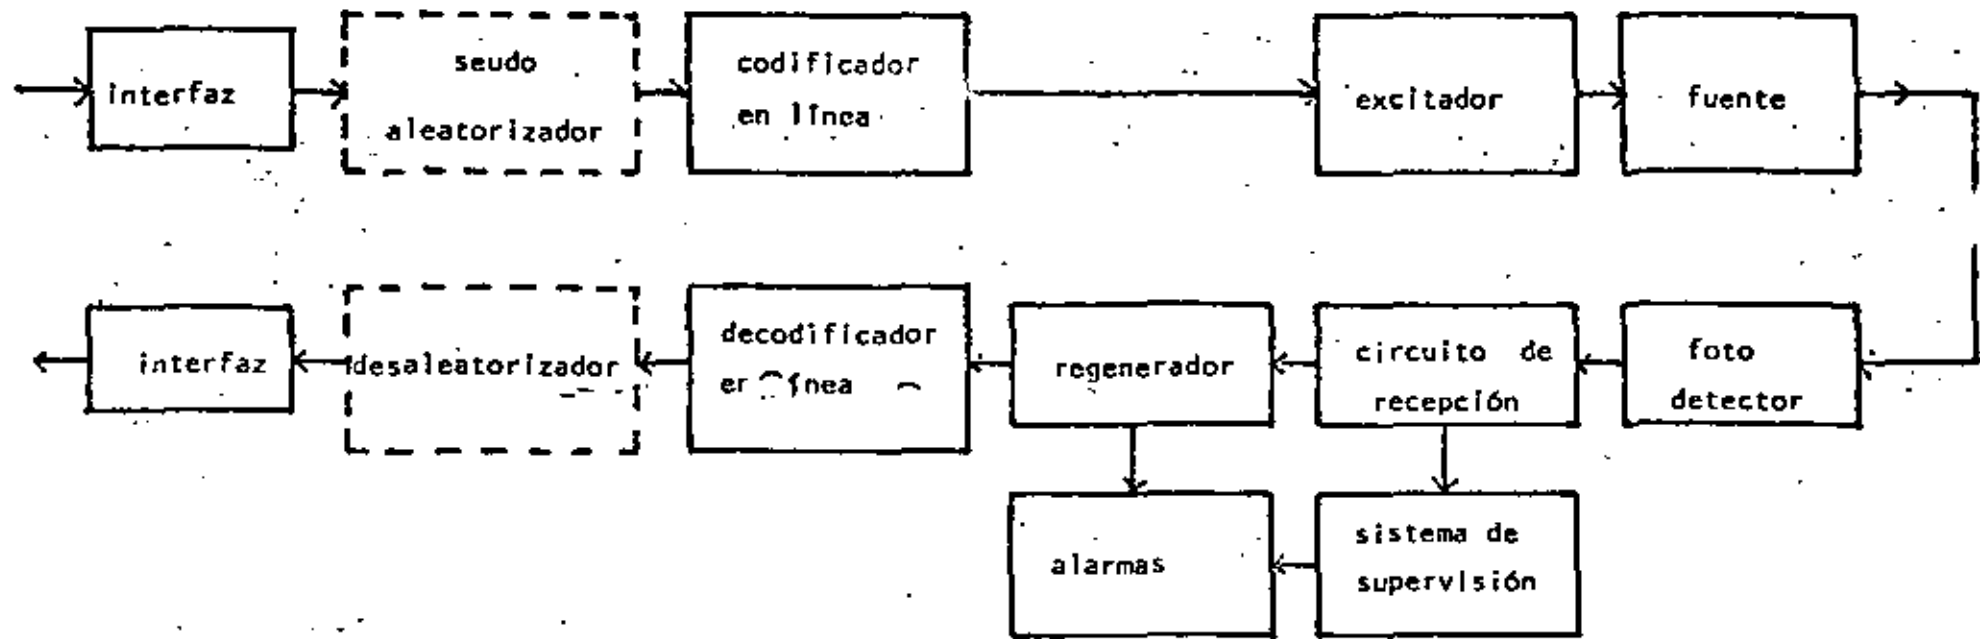 interfaz
seudo
aleatorizador
codificador
en línea
excitador
fuente
interfaz
desaleatorizador
decodificador
regenerador
circuito de
recepción
foto
detector
alarmas
sistema de
supervisión